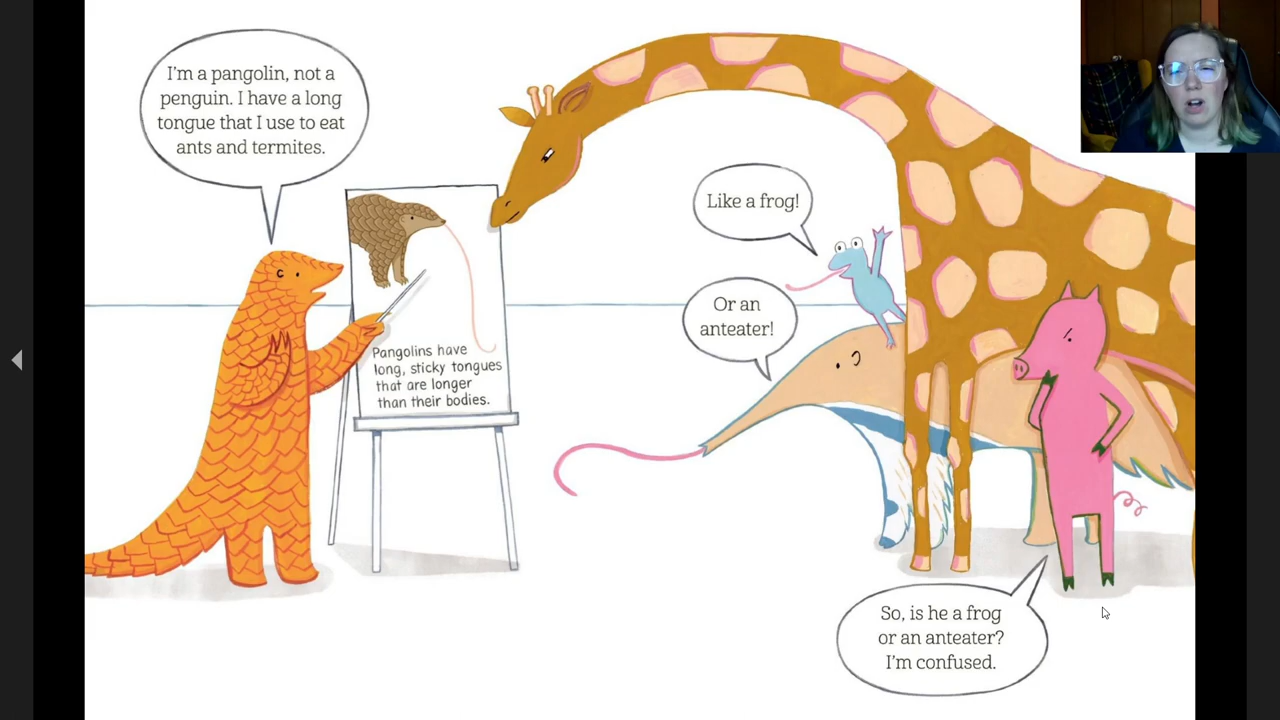 I'm a pangolin, not a
penguin. I have a long
tongue that I use to eat
ants and termites.
Pangolins have
long, sticky tongues
that are longer
than their bodies.
Like a frog!
Or an
anteater!
So, is he a frog
or an anteater?
I'm confused.